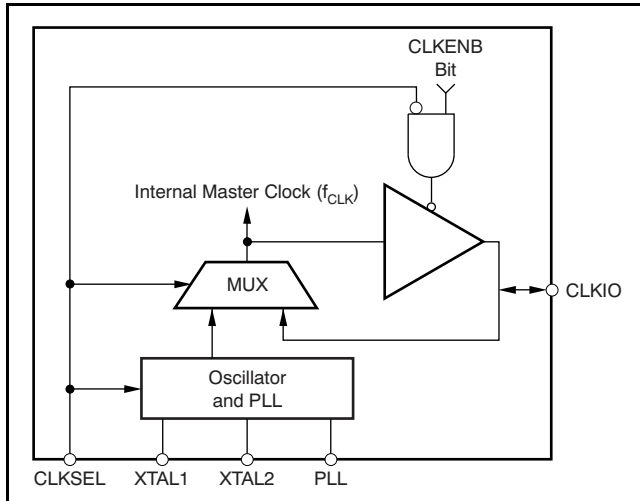 CLKENB
Bit
Internal Master Clock (fCLK)
MUX
CLKIO
Oscillator
and PLL
CLKSEL XTAL1 XTAL2 PLL